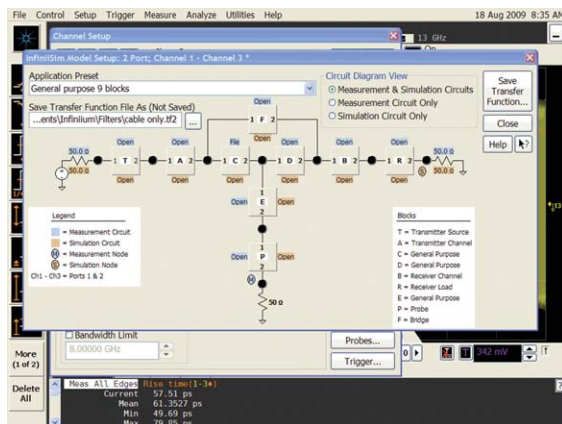 File Control Setup Trigger Measure Analyze Utilities Help 18 Aug 2009 8:35 AM
Channel Setup
13 GHz
On
InfiniiSim Model Setup: 2 Port; Channel 1 - Channel 3 *
Application Preset
General purpose 9 blocks
Save Transfer Function File As (Not Saved)
...ents\Infiniium\Filters\cable only.tf2 ...
Circuit Diagram View
Measurement & Simulation Circuits
Measurement Circuit Only
Simulation Circuit Only
Save Transfer Function...
Close
Help
Open
1 F 2
Open
50.0 Ω Open Open File Open Open Open 50.0 Ω
1 T 2 1 A 2 1 C 2 1 D 2 1 B 2 1 R 2
50.0 Ω Open Open Open Open Open Open S 50.0 Ω
1
Open E Open
2
1
Open P Open
2
M
50 Ω
Legend
= Measurement Circuit
= Simulation Circuit
M = Measurement Node
S = Simulation Node
Ch1 - Ch3 = Ports 1 & 2
Blocks
T = Transmitter Source
A = Transmitter Channel
C = General Purpose
D = General Purpose
B = Receiver Channel
R = Receiver Load
E = General Purpose
P = Probe
F = Bridge
Bandwidth Limit
8.00000 GHz
Probes...
Trigger...
More
(1 of 2)
Delete
All
342 mV
Meas All Edges Rise time(1-3)
Current 57.51 ps
Mean 61.3527 ps
Min 49.69 ps
Max 79.85 ps